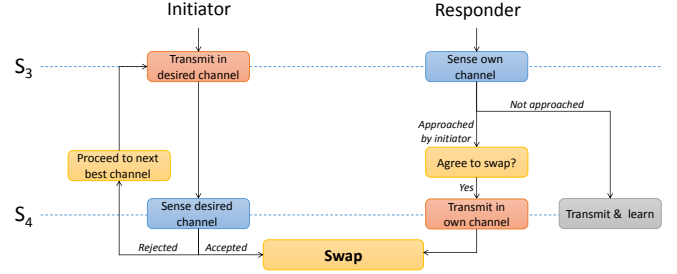 Initiator
Responder
S3
Transmit in
desired channel
Sense own
channel
Not approached
Approached
by initiator
Proceed to next
best channel
Agree to swap?
Yes
S4
Sense desired
channel
Transmit in
own channel
Transmit & learn
Rejected
Accepted
Swap